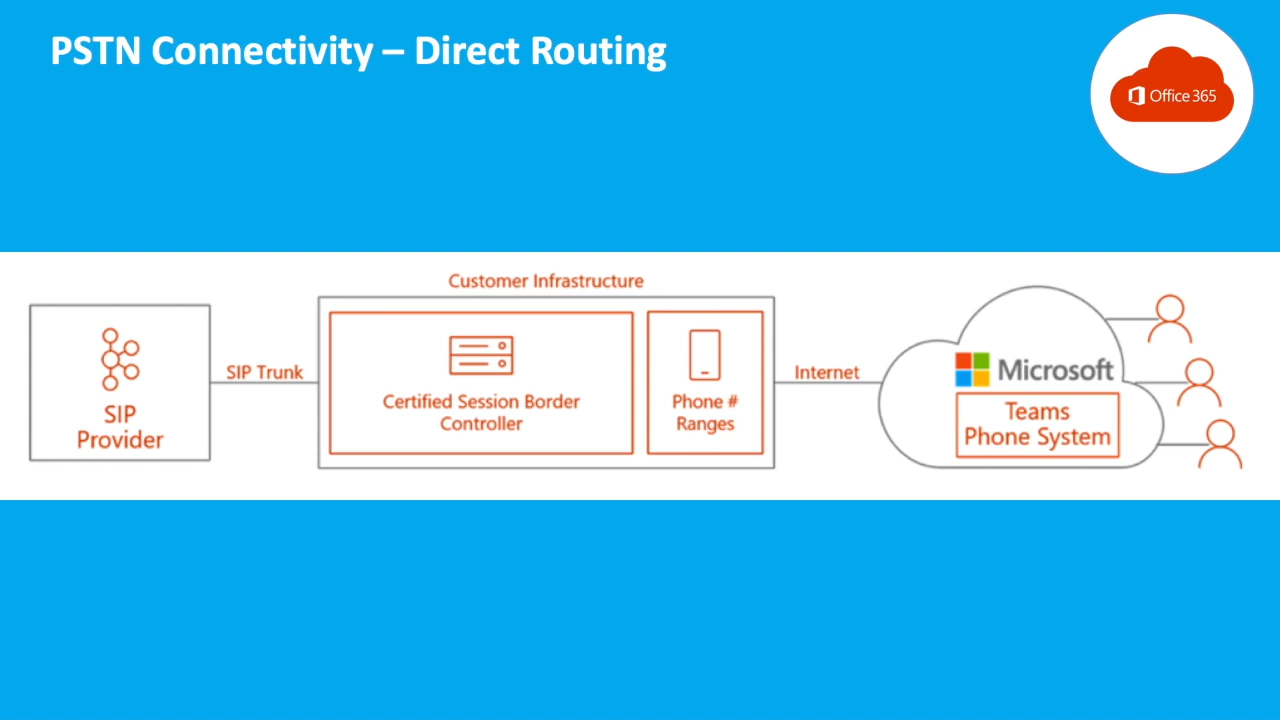 PSTN Connectivity – Direct Routing
Office 365
Customer Infrastructure
SIP
Provider
SIP Trunk
Certified Session Border
Controller
Phone #
Ranges
Internet
Microsoft
Teams
Phone System